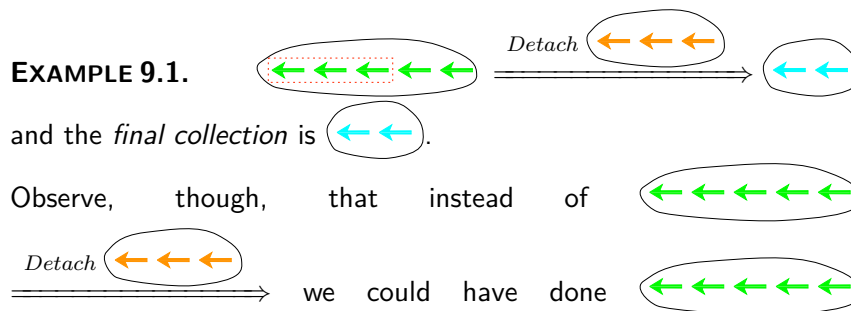 EXAMPLE 9.1. Detach
and the final collection is .
Observe, though, that instead of
Detach we could have done